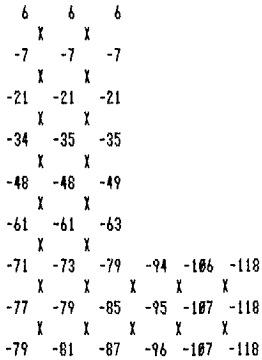 6 6 6
X X
-7 -7 -7
X X
-21 -21 -21
X X
-34 -35 -35
X X
-48 -48 -49
X X
-61 -61 -63
X X
-71 -73 -79 -94 -106 -118
X X X X X
-77 -79 -85 -95 -107 -118
X X X X X
-79 -81 -87 -96 -107 -118